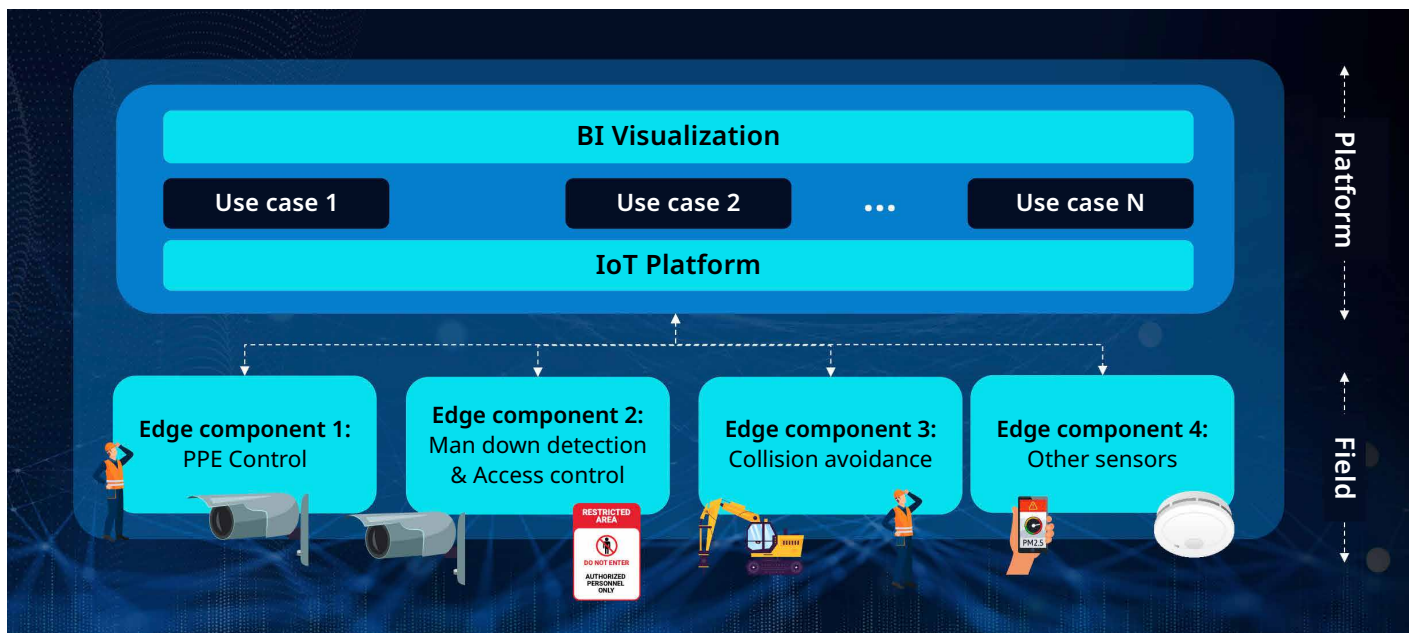 BI Visualization
Use case 1
Use case 2
...
Use case N
IoT Platform
Platform
Edge component 1:
PPE Control
Edge component 2:
Man down detection
& Access control
RESTRICTED
AREA
DO NOT ENTER
AUTHORIZED
PERSONNEL
ONLY
Edge component 3:
Collision avoidance
Edge component 4:
Other sensors
PM2.5
Field